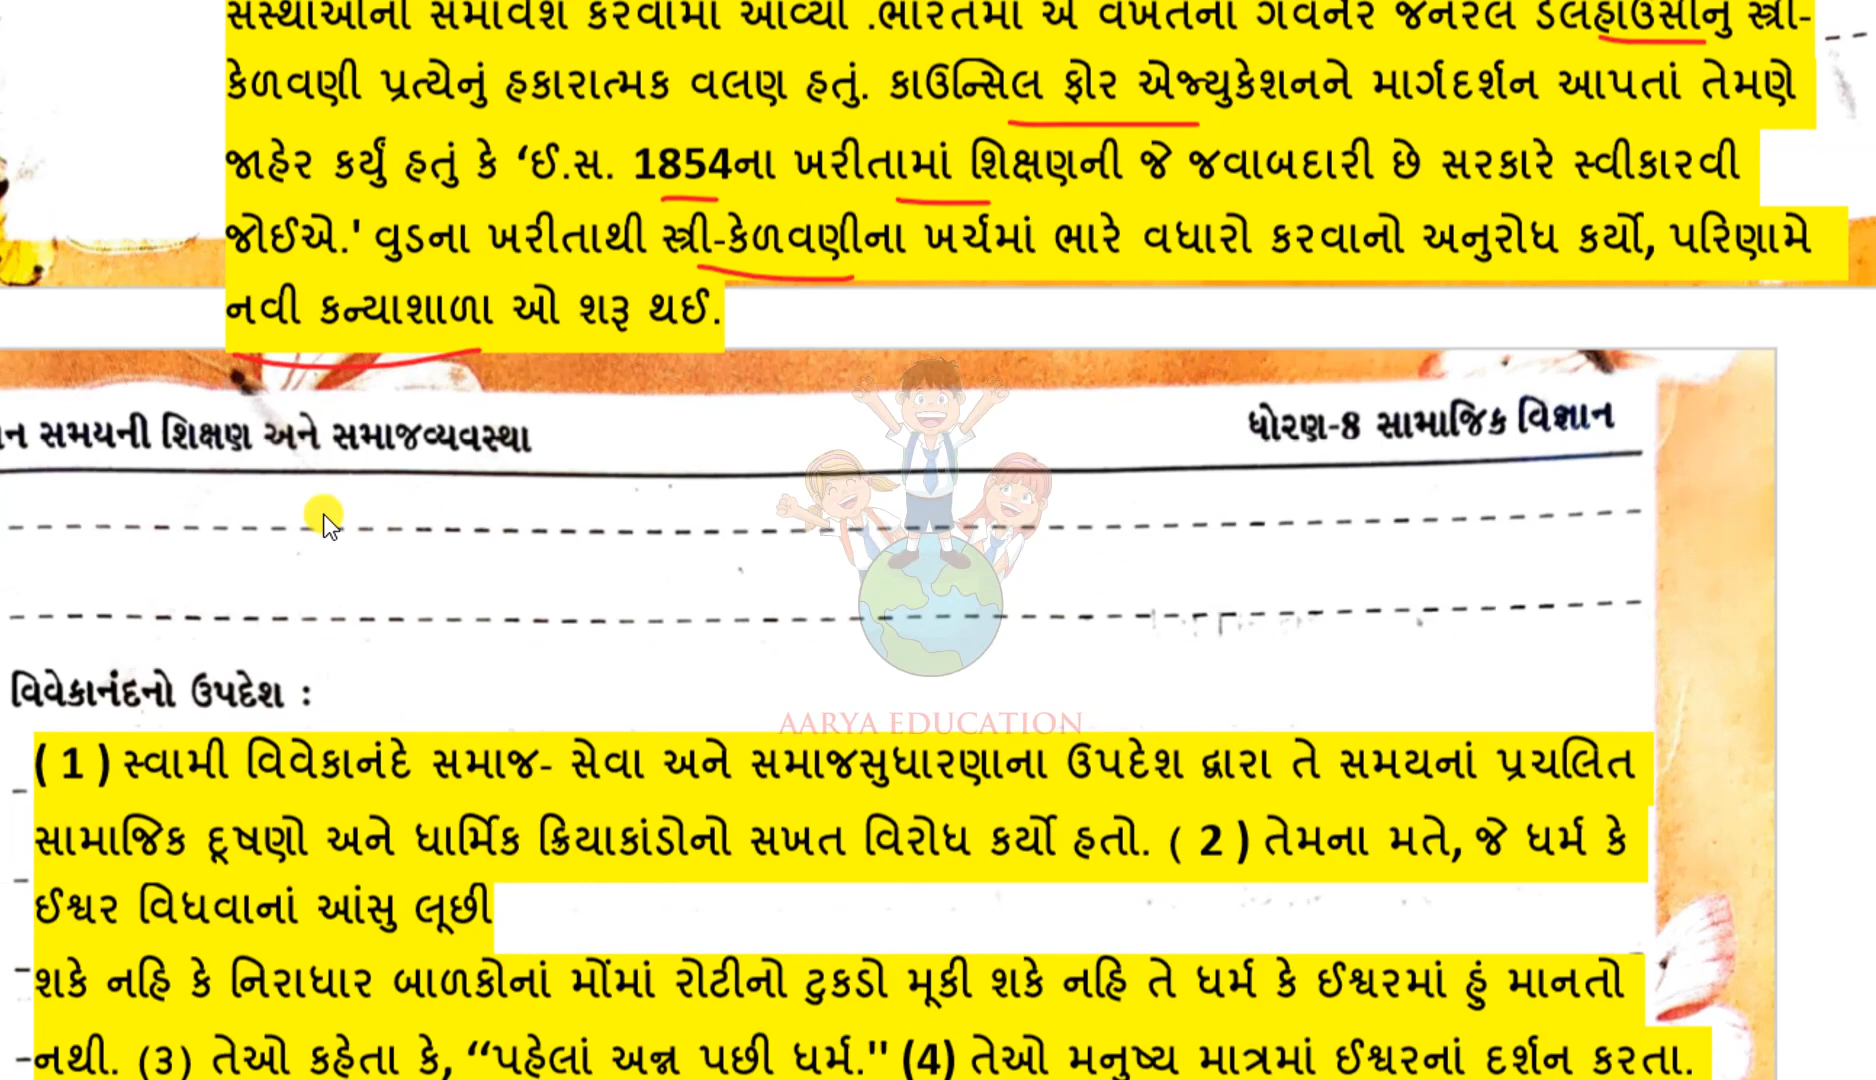 સંસ્થાઓનો સમાવેશ કરવામાં આવ્યો .ભારતમાં એ વખતના ગવર્નર જનરલ ડેલહાઉસીનું સ્ત્રી-
કેળવણી પ્રત્યેનું હકારાત્મક વલણ હતું. કાઉન્સિલ ફોર એજ્યુકેશનને માર્ગદર્શન આપતાં તેમણે
જાહેર કર્યું હતું કે ‘ઈ.સ. 1854ના ખરીતામાં શિક્ષણની જે જવાબદારી છે સરકારે સ્વીકારવી
જોઈએ.' વુડના ખરીતાથી સ્ત્રી-કેળવણીના ખર્ચમાં ભારે વધારો કરવાનો અનુરોધ કર્યો, પરિણામે
નવી કન્યાશાળા ઓ શરૂ થઈ.
સમયની શિક્ષણ અને સમાજવ્યવસ્થા
ધોરણ-8 સામાજિક વિજ્ઞાન
વિવેકાનંદનો ઉપદેશ :
AARYA EDUCATION
( 1 ) સ્વામી વિવેકાનંદે સમાજ- સેવા અને સમાજસુધારણાના ઉપદેશ દ્વારા તે સમયનાં પ્રચલિત
સામાજિક દૂષણો અને ધાર્મિક ક્રિયાકાંડોનો સખત વિરોધ કર્યો હતો. ( 2 ) તેમના મતે, જે ધર્મ કે
ઈશ્વર વિધવાનાં આંસુ લૂછી
શકે નહિ કે નિરાધાર બાળકોનાં મોંમાં રોટીનો ટુકડો મૂકી શકે નહિ તે ધર્મ કે ઈશ્વરમાં હું માનતો
નથી. (૩) તેઓ કહેતા કે, “પહેલાં અન્ન પછી ધર્મ." (4) તેઓ મનુષ્ય માત્રમાં ઈશ્વરનાં દર્શન કરતા.